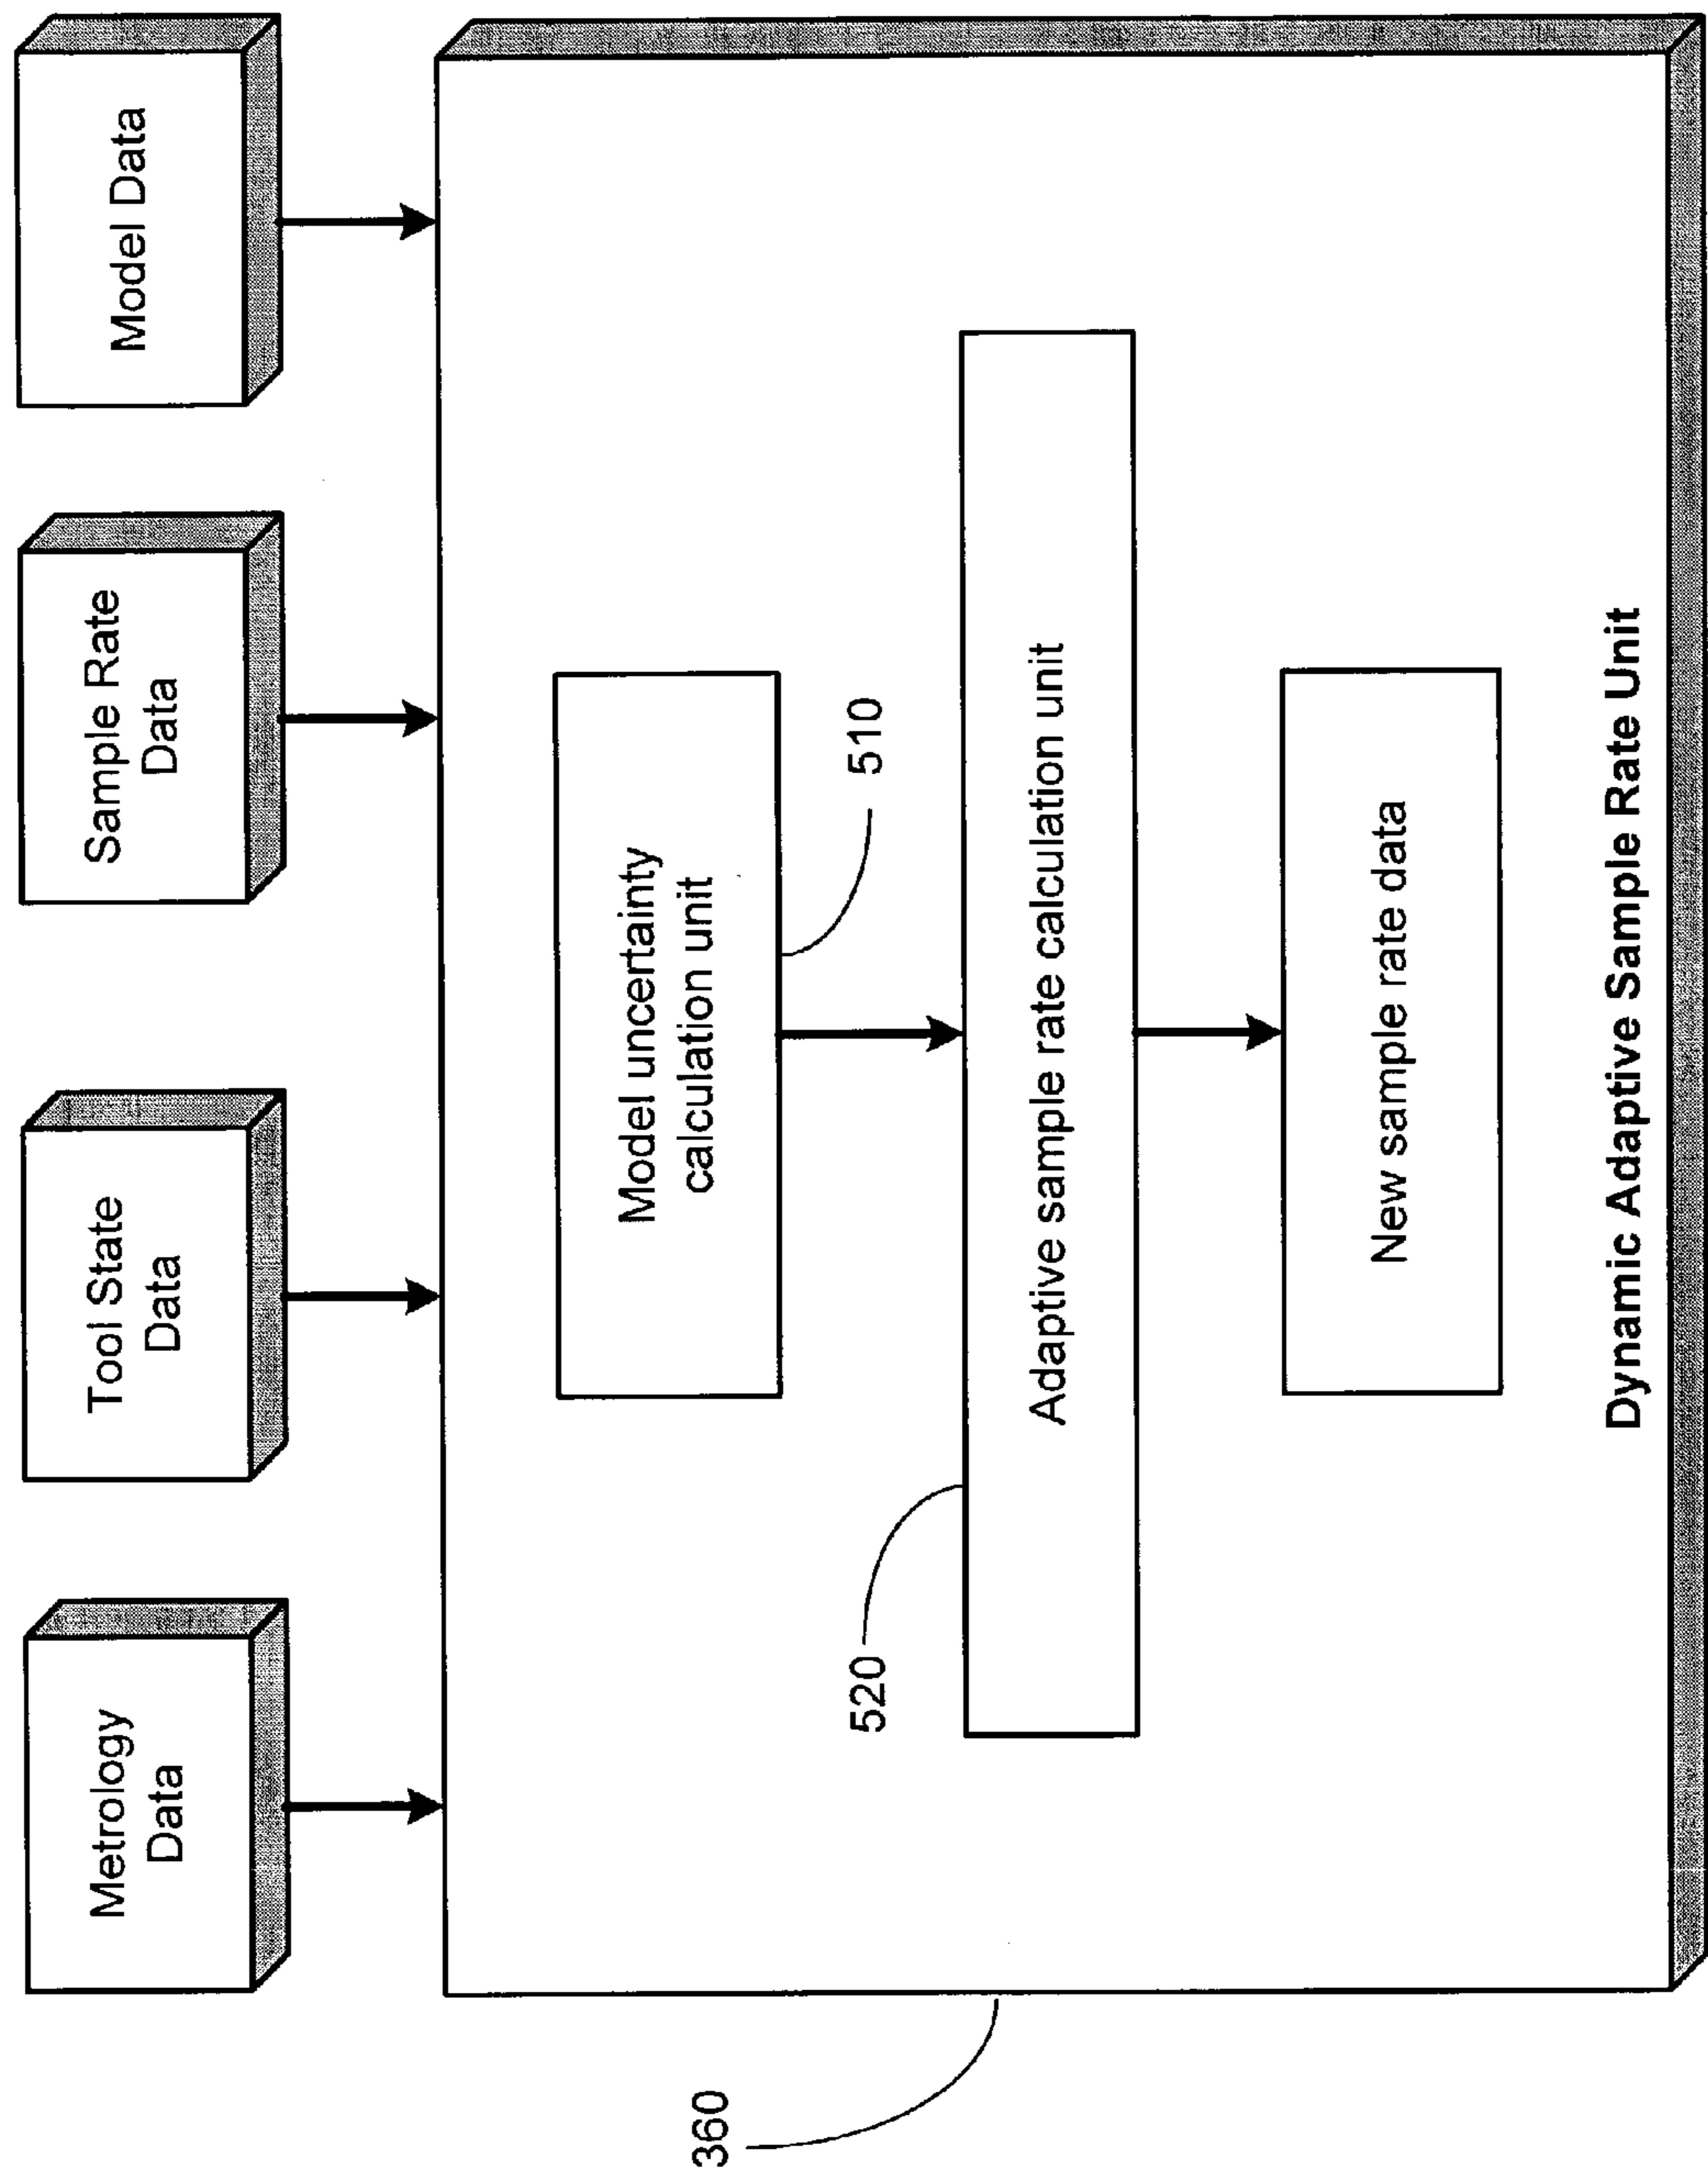 Metrology
Data
Tool State
Data
Sample Rate
Data
Model Data
Model uncertainty
calculation unit
510
520
Adaptive sample rate calculation unit
New sample rate data
Dynamic Adaptive Sample Rate Unit
360